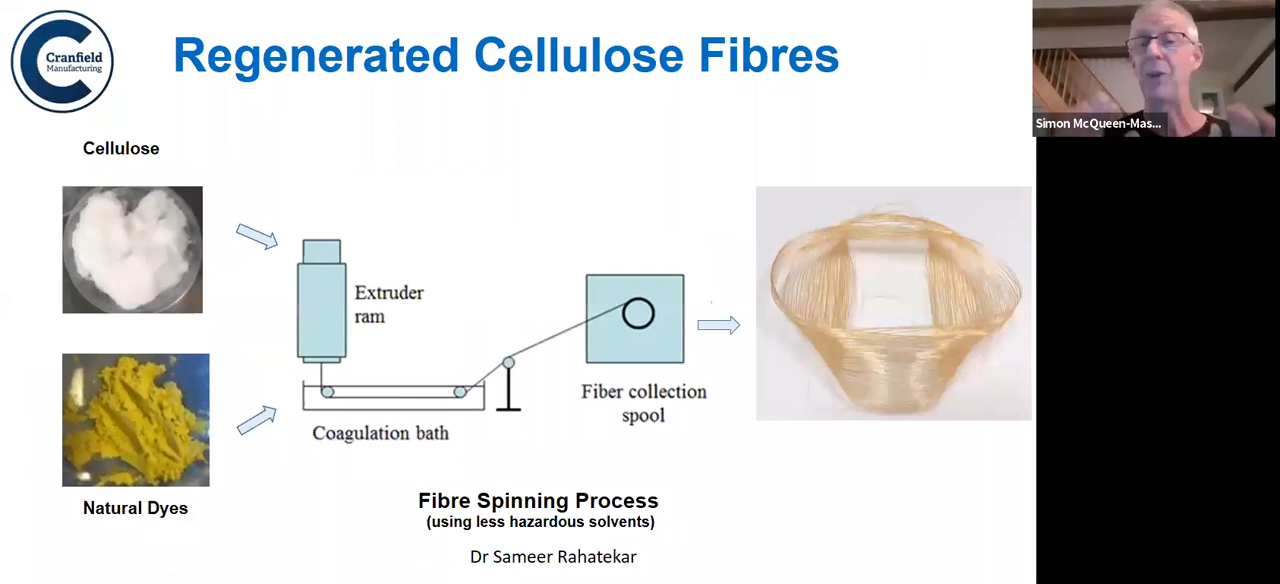 Cranfield
Manufacturing
Regenerated Cellulose Fibres
Simon McQueen-Mas...
Cellulose
Extruder
ram
Fiber collection
spool
Coagulation bath
Natural Dyes
Fibre Spinning Process
(using less hazardous solvents)
Dr Sameer Rahatekar